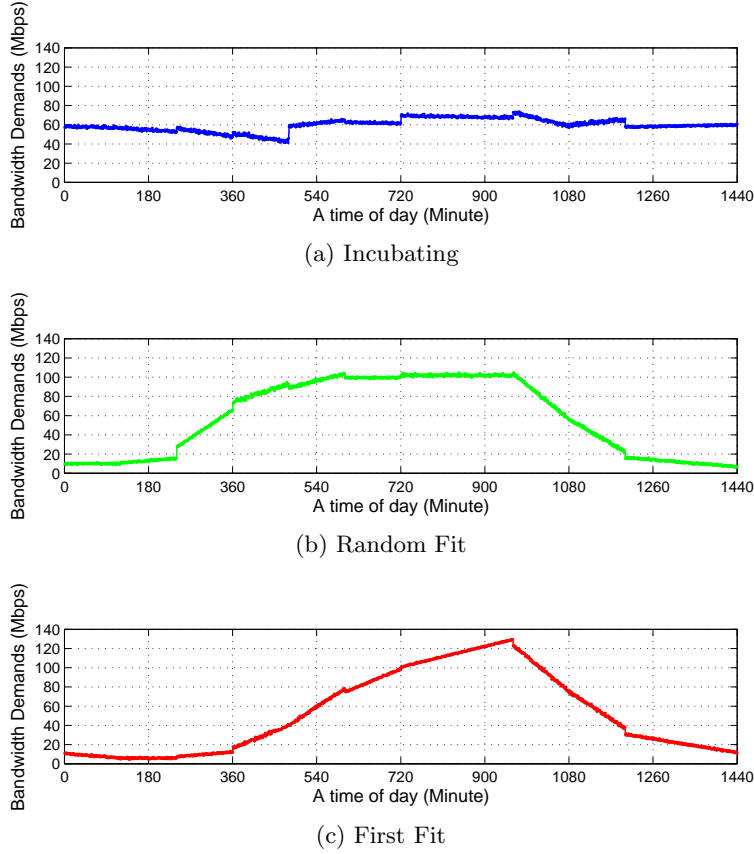 Bandwidth Demands (Mbps)
140
120
100
80
60
40
20
0
0 180 360 540 720 900 1080 1260 1440
A time of day (Minute)
(a) Incubating
Bandwidth Demands (Mbps)
140
120
100
80
60
40
20
0
0 180 360 540 720 900 1080 1260 1440
A time of day (Minute)
(b) Random Fit
Bandwidth Demands (Mbps)
140
120
100
80
60
40
20
0
0 180 360 540 720 900 1080 1260 1440
A time of day (Minute)
(c) First Fit